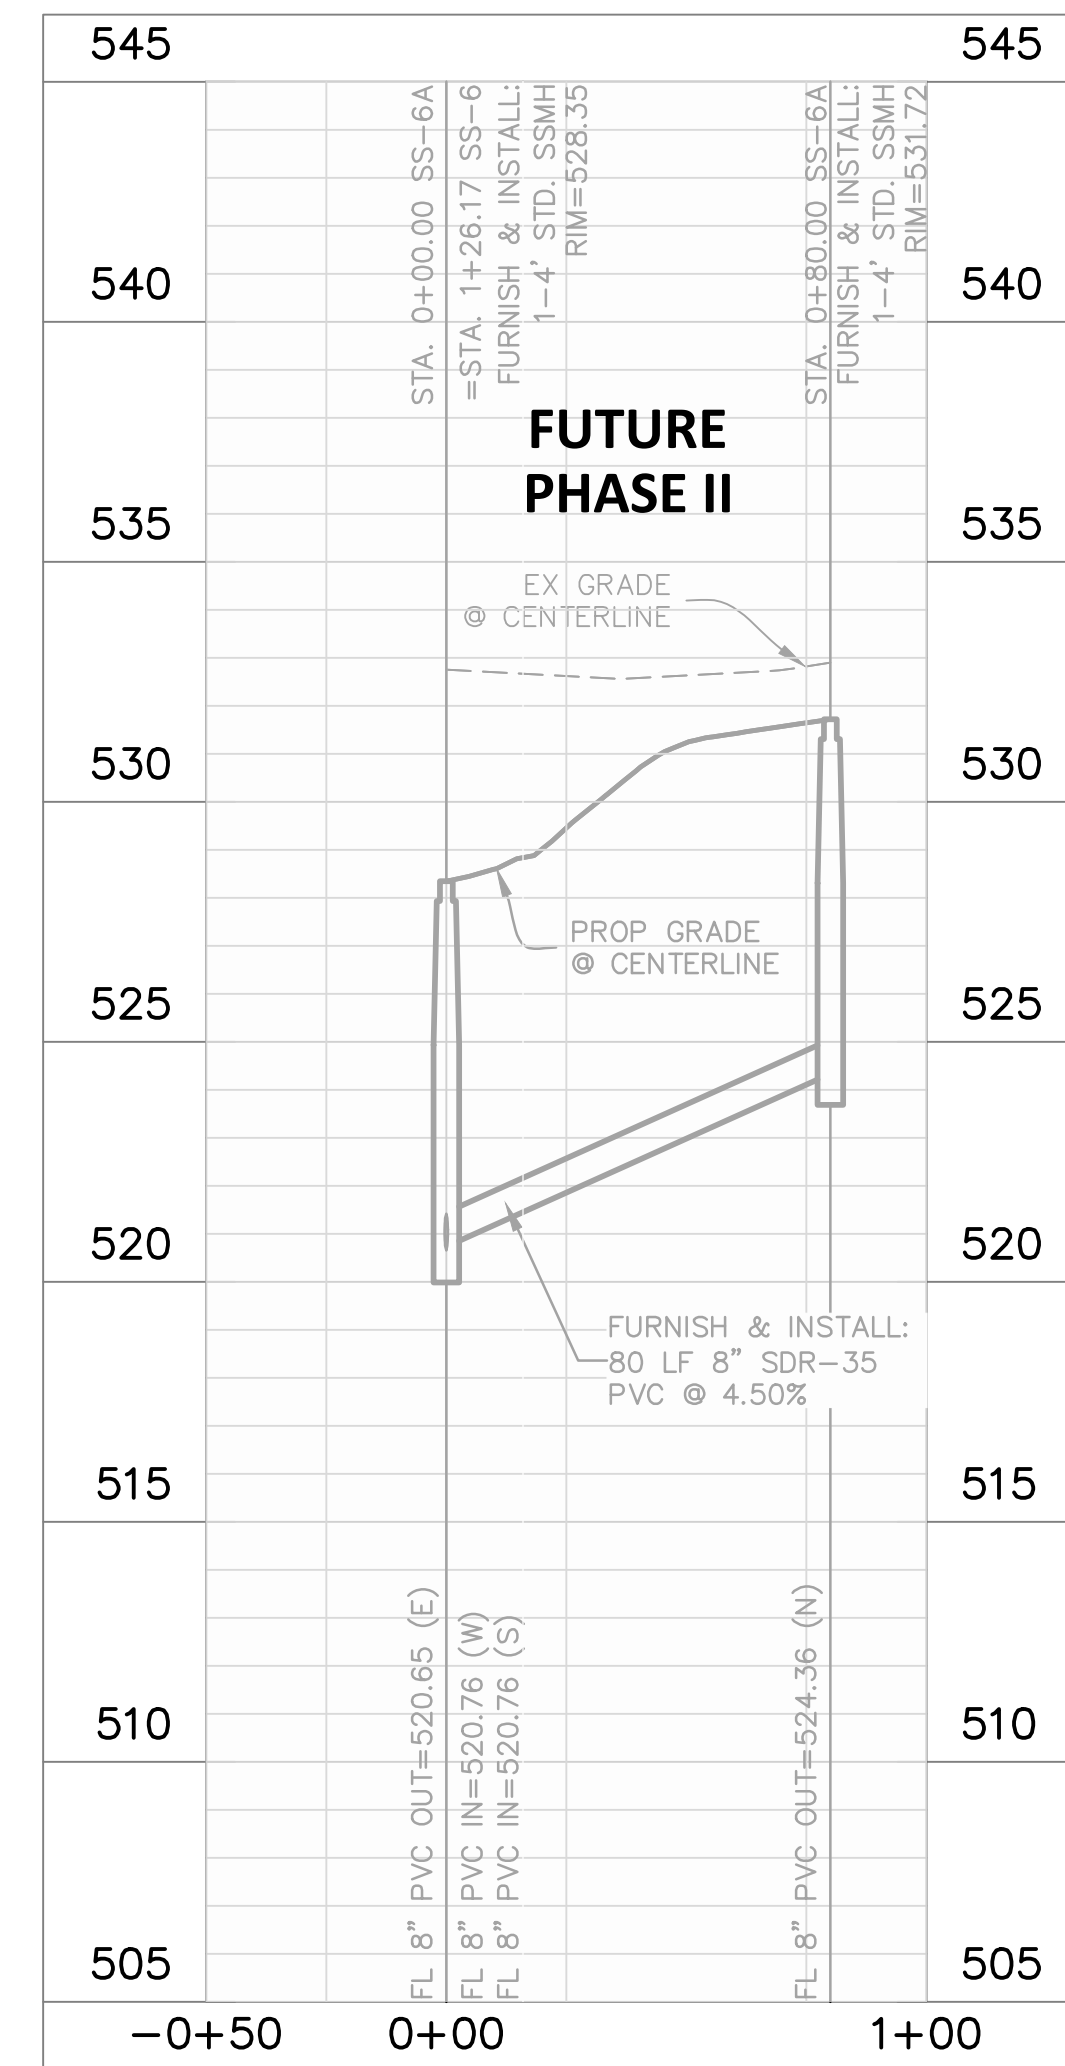 545
545
STA. 0+00.00 SS-6A
=STA. 1+26.17 SS-6
FURNISH & INSTALL:
1-4' STD. SSMH
RIM=528.35
STA. 0+80.00 SS-6A
FURNISH & INSTALL:
1-4' STD. SSMH
RIM=531.72
540
540
FUTURE
PHASE II
535
535
EX GRADE
@ CENTERLINE
530
530
PROP GRADE
@ CENTERLINE
525
525
520
520
FURNISH & INSTALL:
80 LF 8" SDR-35
PVC @ 4.50%
515
515
FL 8" PVC OUT=520.65 (E)
FL 8" PVC IN=520.76 (W)
FL 8" PVC IN=520.76 (S)
FL 8" PVC OUT=524.36 (N)
510
510
505
505
-0+50 0+00 1+00